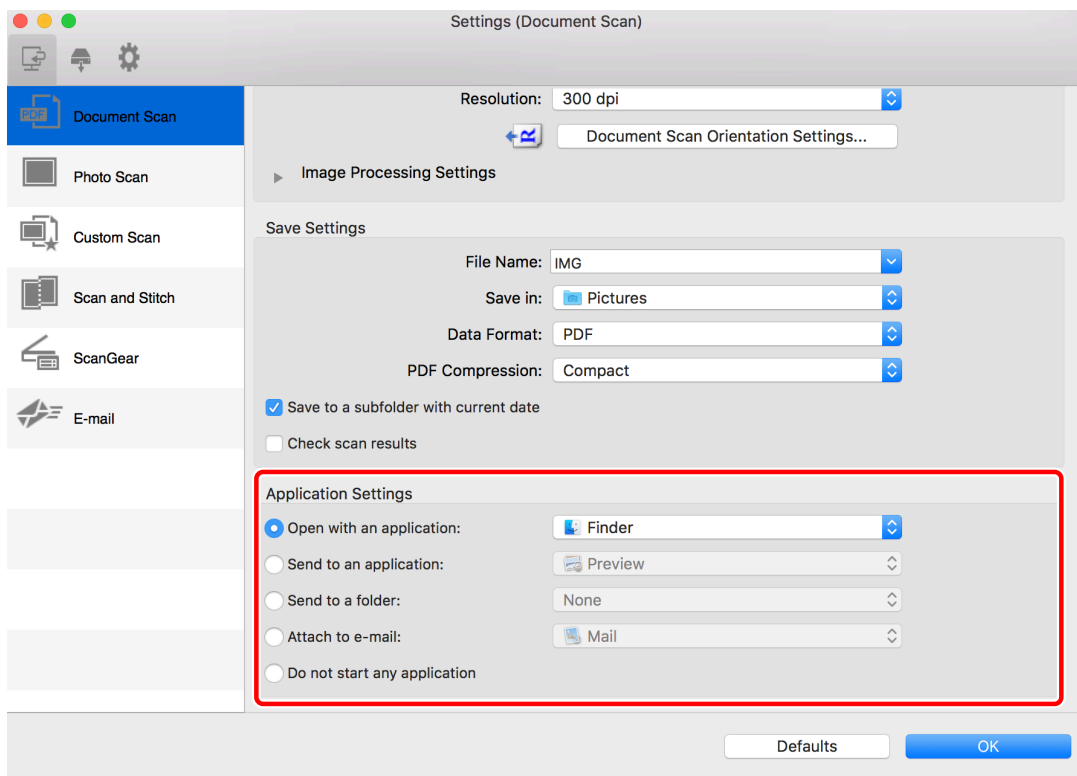 Settings (Document Scan)
PDF Document Scan
Photo Scan
Custom Scan
Scan and Stitch
ScanGear
E-mail
Resolution: 300 dpi
R Document Scan Orientation Settings...
Image Processing Settings
Save Settings
File Name: IMG
Save in: Pictures
Data Format: PDF
PDF Compression: Compact
Save to a subfolder with current date
Check scan results
Application Settings
Open with an application: Finder
Send to an application: Preview
Send to a folder: None
Attach to e-mail: Mail
Do not start any application
Defaults OK